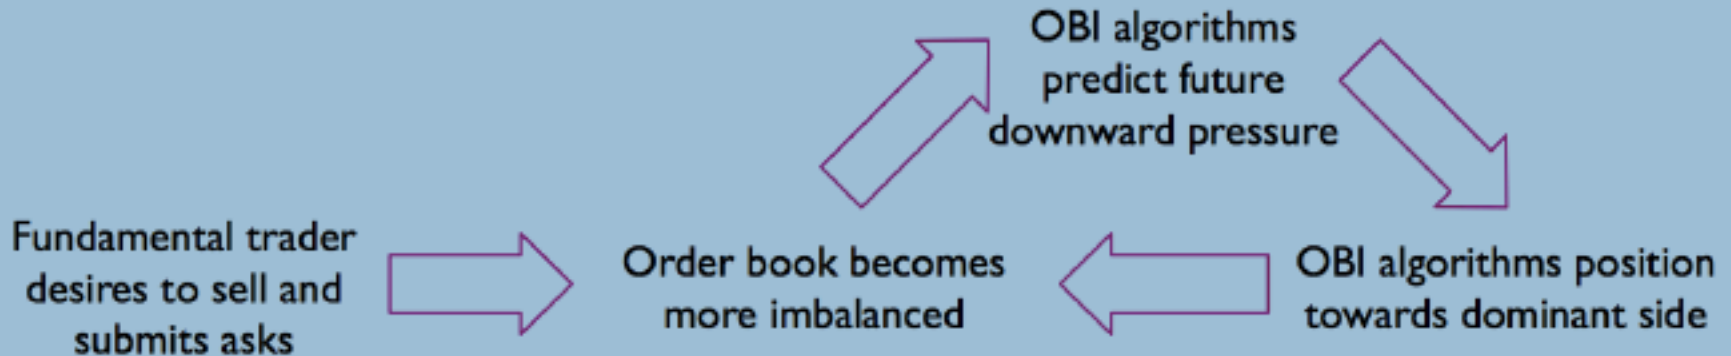 OBI algorithms
predict future
downward pressure
Fundamental trader
desires to sell and
submits asks
Order book becomes
more imbalanced
OBI algorithms position
towards dominant side